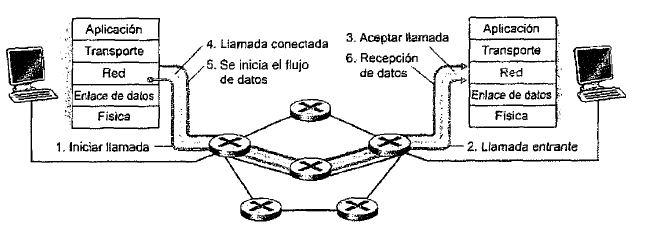 Aplicación
Transporte
Red
Enlace de datos
Física
4. Llamada conectada
5. Se inicia el flujo
de datos
3. Aceptar llamada
6. Recepción
de datos
Aplicación
Transporte
Red
Enlace de datos
Física
1. Iniciar llamada
2. Llamada entrante